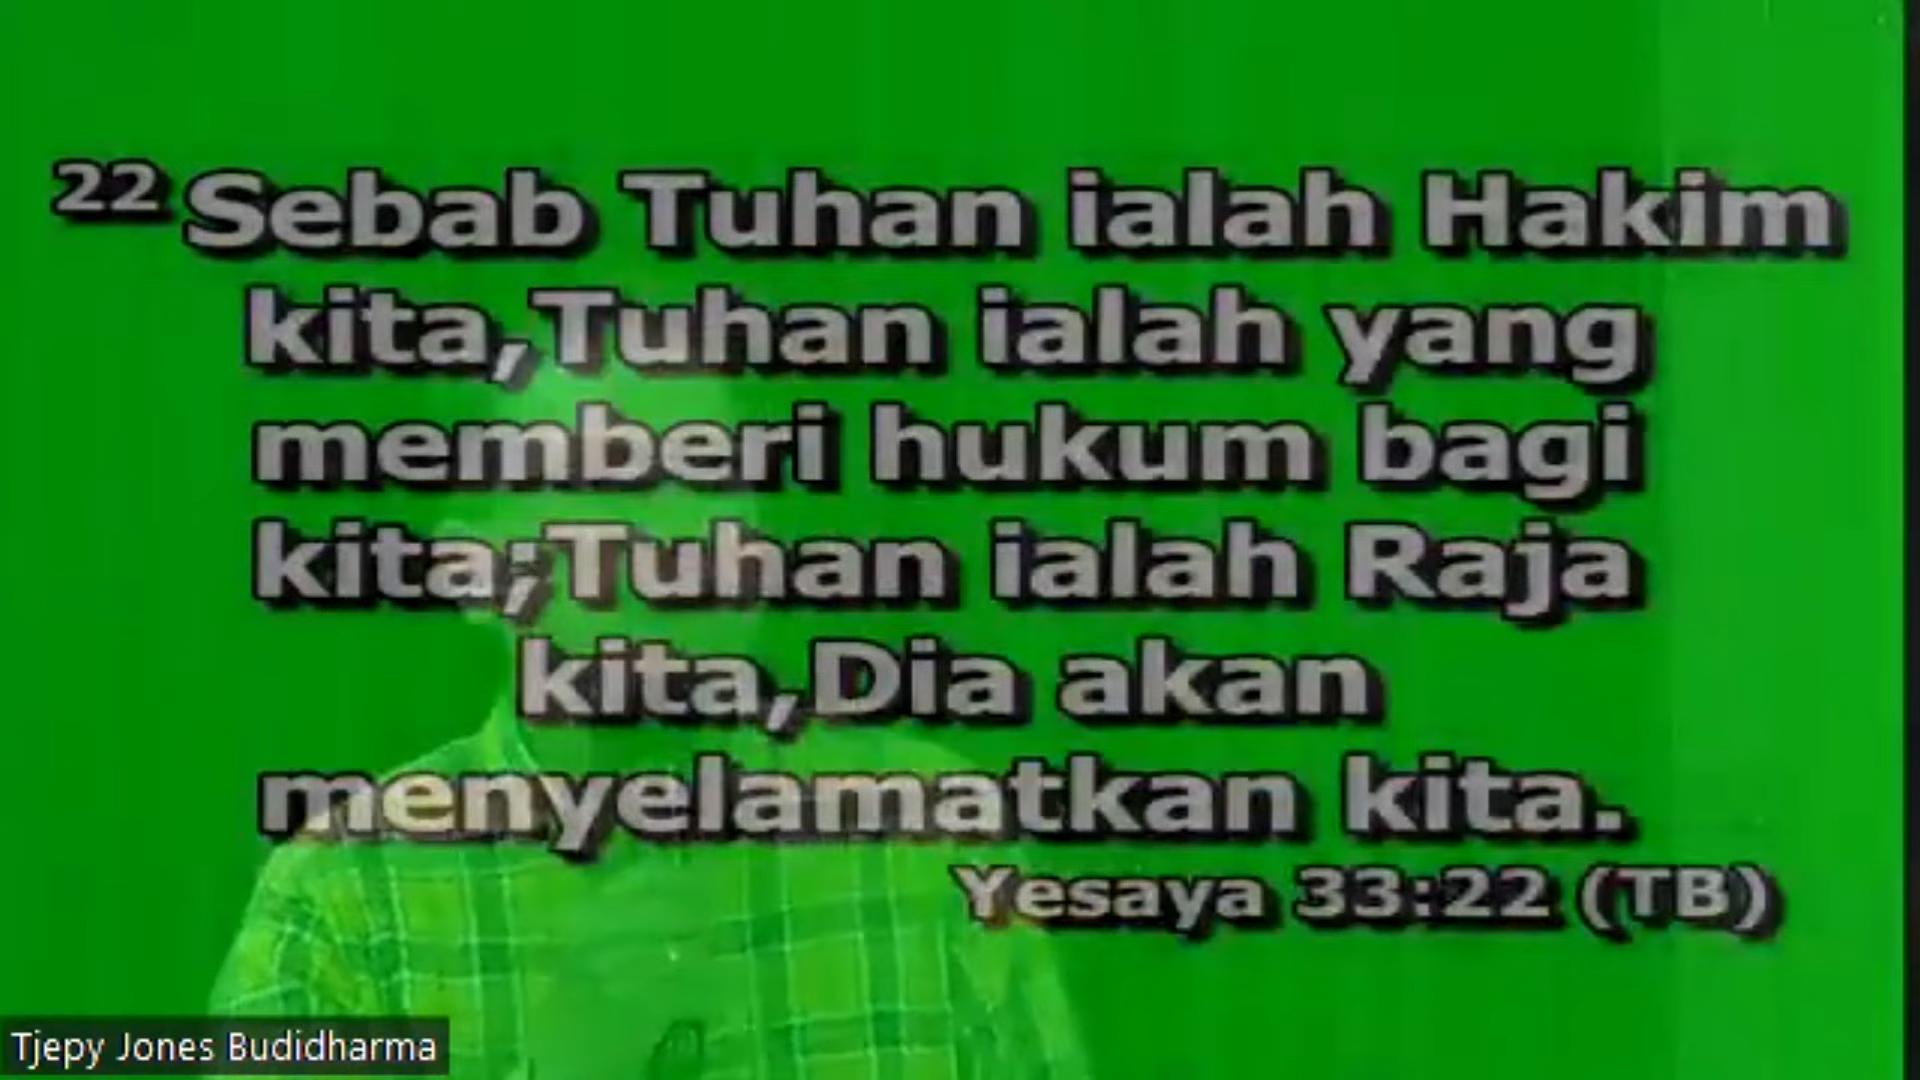 22 Sebab Tuhan ialah Hakim
kita,Tuhan ialah yang
memberi hukum bagi
kita;Tuhan ialah Raja
kita,Dia akan
menyelamatkan kita.
Yesaya 33:22 (TB)
Tjepy Jones Budidharma